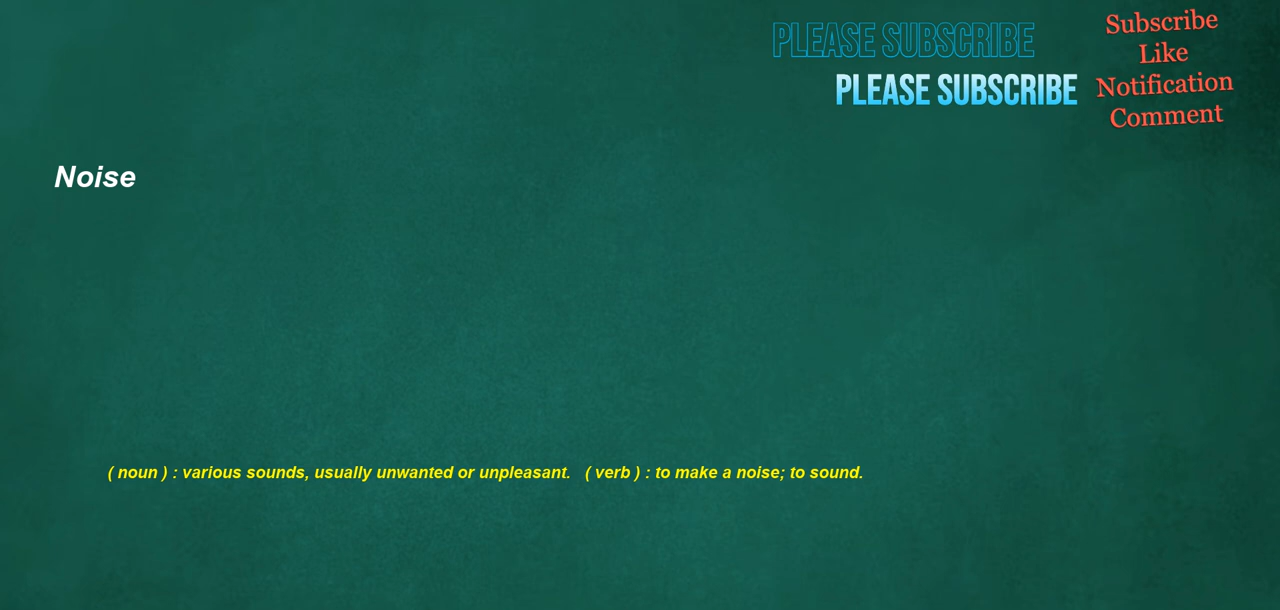 PLEASE SUBSCRIBE
PLEASE SUBSCRIBE
Subscribe
Like
Notification
Comment
Noise
( noun ) : various sounds, usually unwanted or unpleasant.   ( verb ) : to make a noise; to sound.